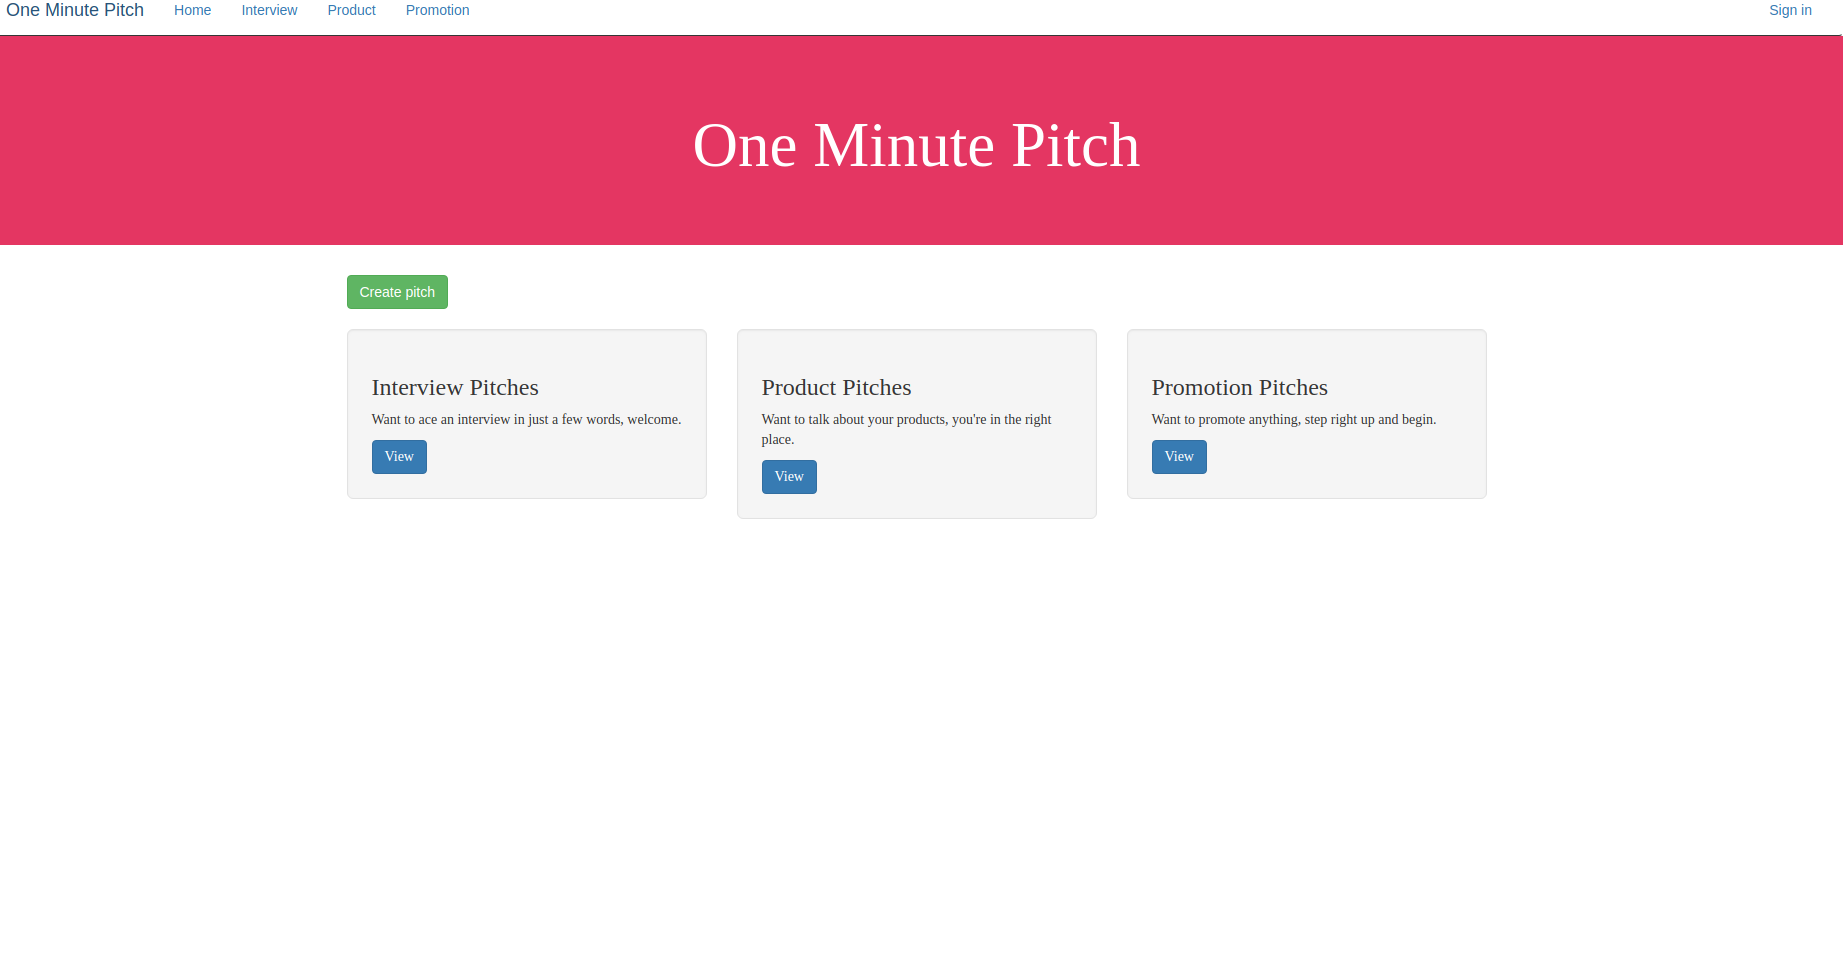 One Minute Pitch Home Interview Product Promotion Sign in
One Minute Pitch
Create pitch
Interview Pitches
Want to ace an interview in just a few words, welcome.
View
Product Pitches
Want to talk about your products, you're in the right
place.
View
Promotion Pitches
Want to promote anything, step right up and begin.
View